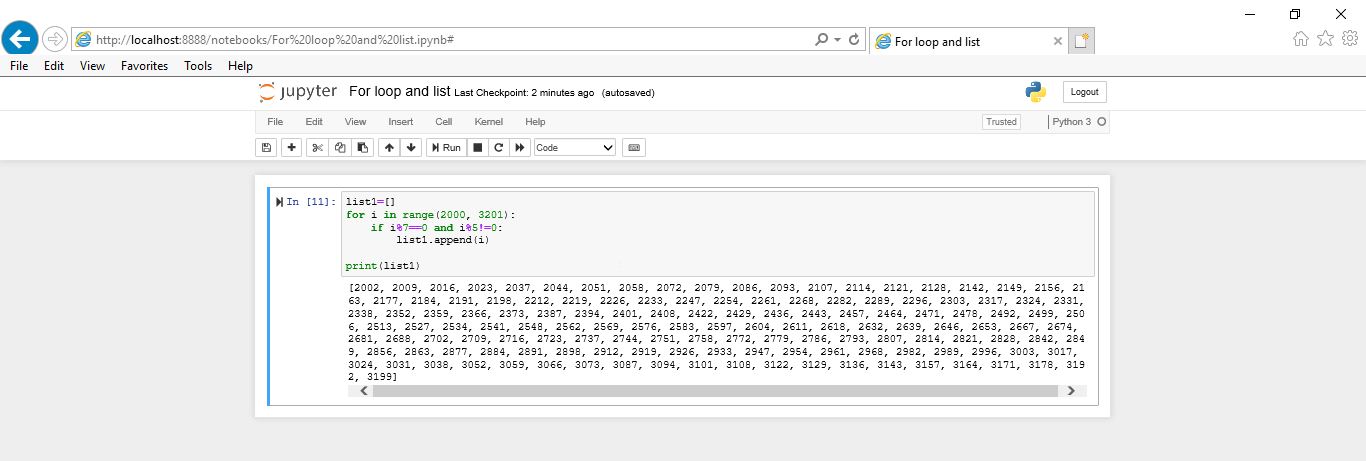 http://localhost:8888/notebooks/For%20loop%20and%20list.ipynb#
For loop and list
File Edit View Favorites Tools Help
jupyter For loop and list Last Checkpoint: 2 minutes ago (autosaved)
Logout
File Edit View Insert Cell Kernel Help
Trusted
Python 3
Run
Code
In [11]: list1=[]
for i in range(2000, 3201):
    if i%7==0 and i%5!=0:
        list1.append(i)
print(list1)
[2002, 2009, 2016, 2023, 2037, 2044, 2051, 2058, 2072, 2079, 2086, 2093, 2107, 2114, 2121, 2128, 2142, 2149, 2156, 21
63, 2177, 2184, 2191, 2198, 2212, 2219, 2226, 2233, 2247, 2254, 2261, 2268, 2282, 2289, 2296, 2303, 2317, 2324, 2331,
2338, 2352, 2359, 2366, 2373, 2387, 2394, 2401, 2408, 2422, 2429, 2436, 2443, 2457, 2464, 2471, 2478, 2492, 2499, 250
6, 2513, 2527, 2534, 2541, 2548, 2562, 2569, 2576, 2583, 2597, 2604, 2611, 2618, 2632, 2639, 2646, 2653, 2667, 2674,
2681, 2688, 2702, 2709, 2716, 2723, 2737, 2744, 2751, 2758, 2772, 2779, 2786, 2793, 2807, 2814, 2821, 2828, 2842, 284
9, 2856, 2863, 2877, 2884, 2891, 2898, 2912, 2919, 2926, 2933, 2947, 2954, 2961, 2968, 2982, 2989, 2996, 3003, 3017,
3024, 3031, 3038, 3052, 3059, 3066, 3073, 3087, 3094, 3101, 3108, 3122, 3129, 3136, 3143, 3157, 3164, 3171, 3178, 319
2, 3199]